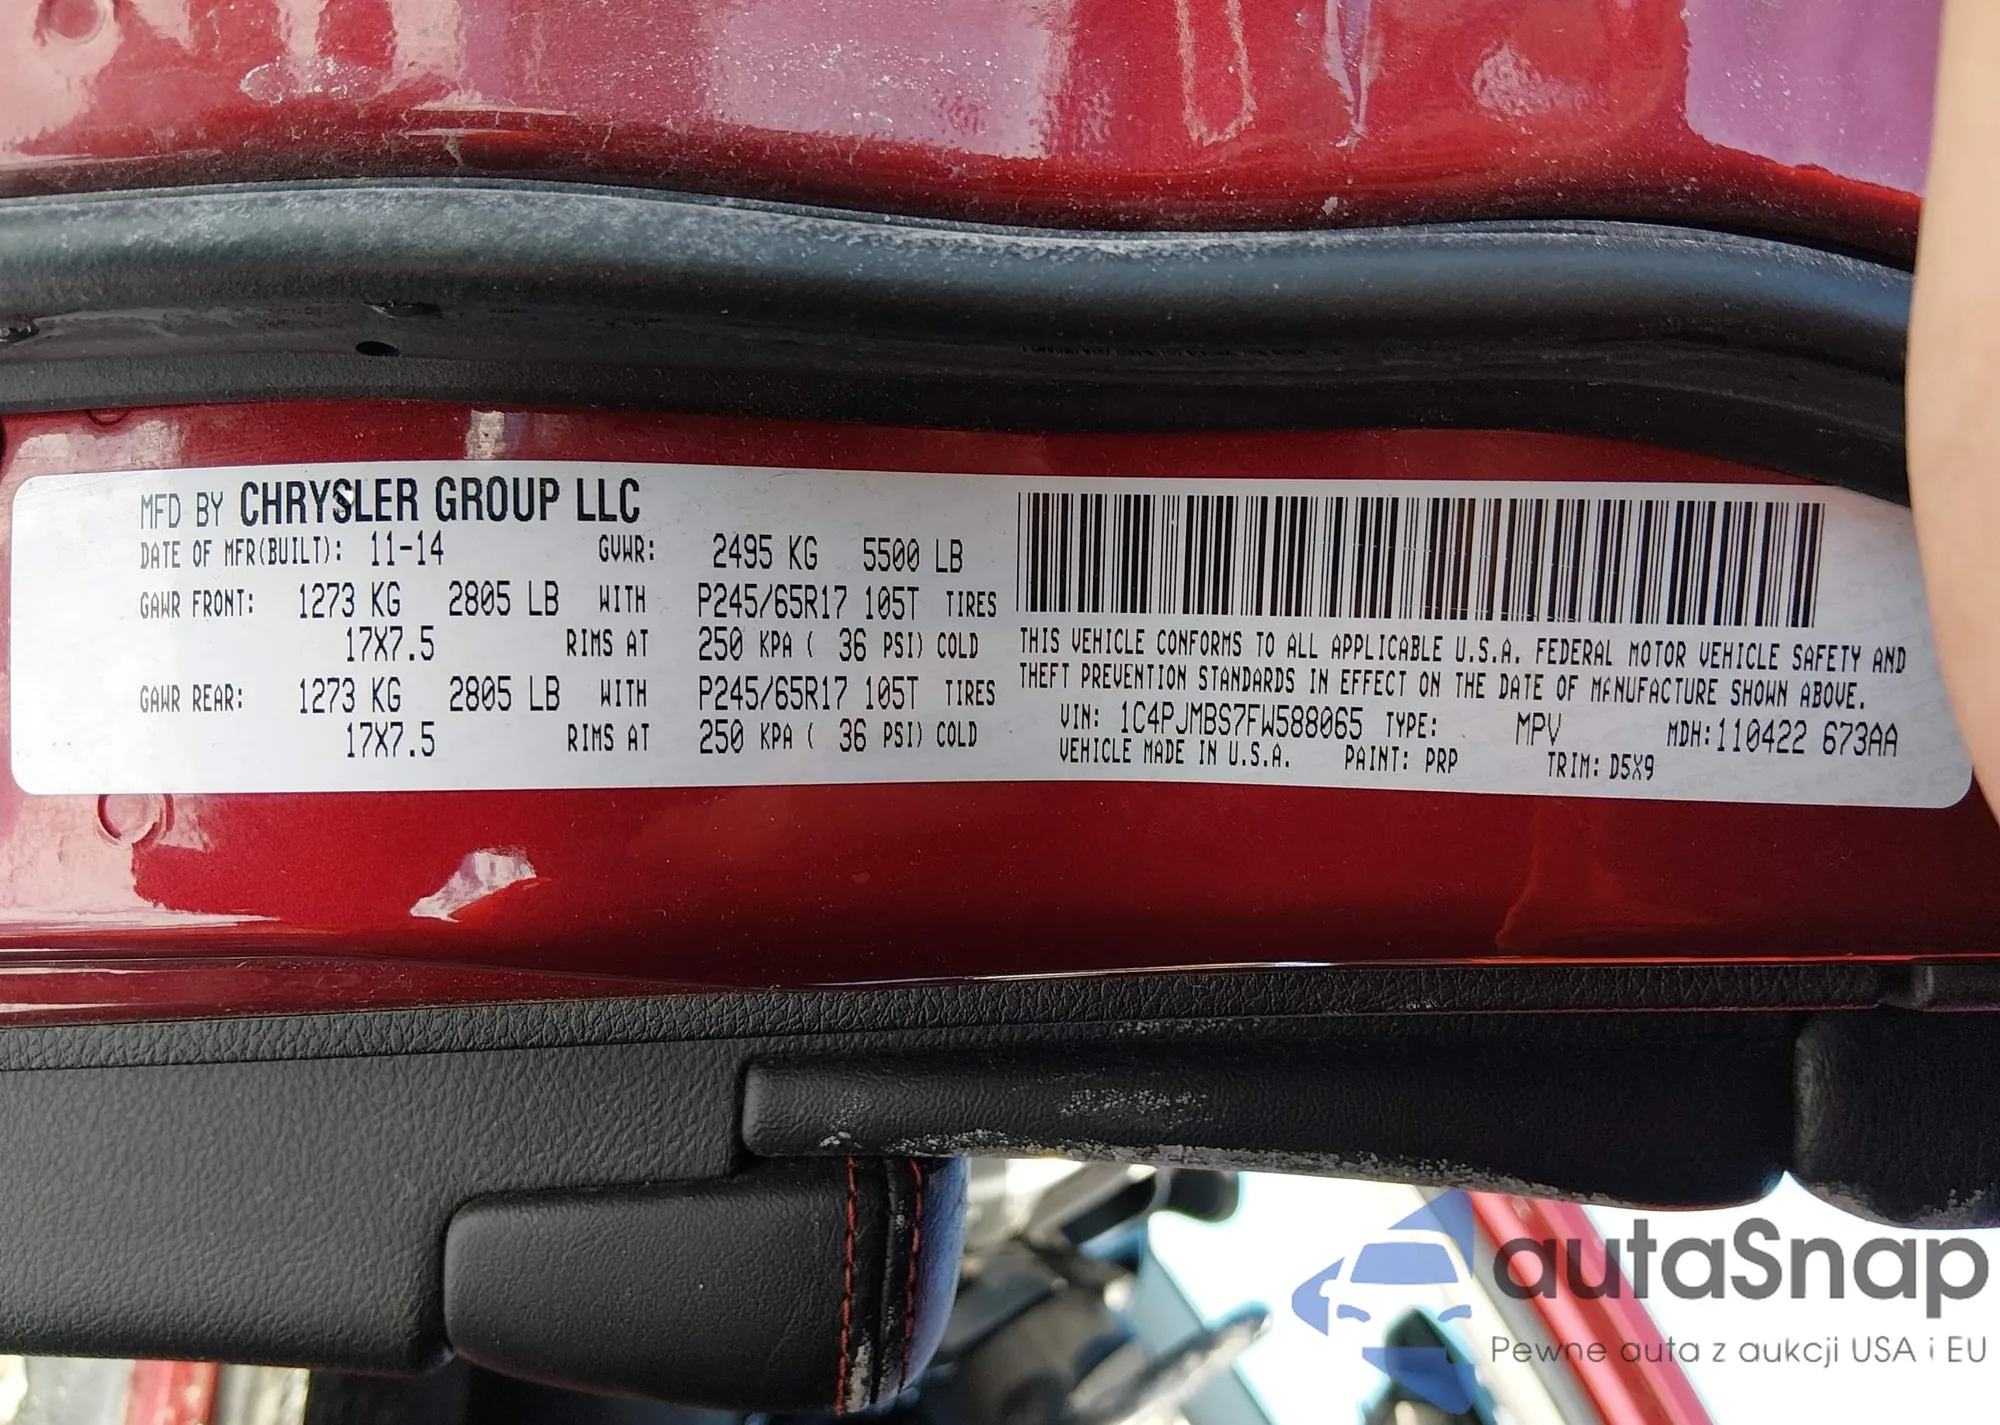 MFD BY CHRYSLER GROUP LLC
DATE OF MFR(BUILT): 11-14 GVWR: 2495 KG 5500 LB
GAWR FRONT: 1273 KG 2805 LB WITH P245/65R17 105T TIRES
17X7.5 RIMS AT 250 KPA ( 36 PSI) COLD
GAWR REAR: 1273 KG 2805 LB WITH P245/65R17 105T TIRES
17X7.5 RIMS AT 250 KPA ( 36 PSI) COLD
THIS VEHICLE CONFORMS TO ALL APPLICABLE U.S.A. FEDERAL MOTOR VEHICLE SAFETY AND
THEFT PREVENTION STANDARDS IN EFFECT ON THE DATE OF MANUFACTURE SHOWN ABOVE.
VIN: 1C4PJMBS7FW588065 TYPE: MPV MDH:110422 673AA
VEHICLE MADE IN U.S.A. PAINT: PRP TRIM: D5X9
autaSnap
Pewne auta z aukcji USA i EU